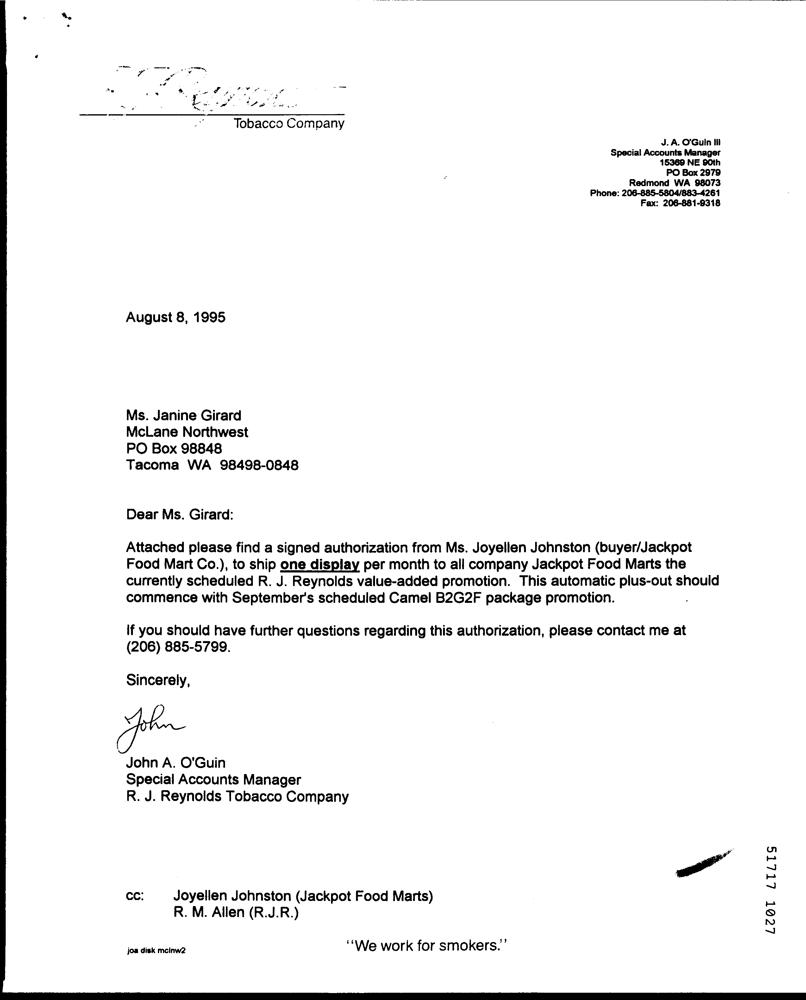 RJReynolds
Tobacco Company
J. A. O'Guin III
Special Accounts Manager
15369 NE 90th
PO Box 2979
Redmond WA 98073
Phone: 206-885-5804/883-4261
Fax: 206-881-9318
August 8, 1995
Ms. Janine Girard
McLane Northwest
PO Box 98848
Tacoma WA 98498-0848
Dear Ms. Girard:
Attached please find a signed authorization from Ms. Joyellen Johnston (buyer/Jackpot
Food Mart Co.), to ship one display per month to all company Jackpot Food Marts the
currently scheduled R. J. Reynolds value-added promotion. This automatic plus-out should
commence with September's scheduled Camel B2G2F package promotion.
If you should have further questions regarding this authorization, please contact me at
(206) 885-5799.
Sincerely,
John
John A. O'Guin
Special Accounts Manager
R. J. Reynolds Tobacco Company
cc: Joyellen Johnston (Jackpot Food Marts)
R. M. Allen (R.J.R.)
joa disk mclnw2
"We work for smokers."
51717 1027